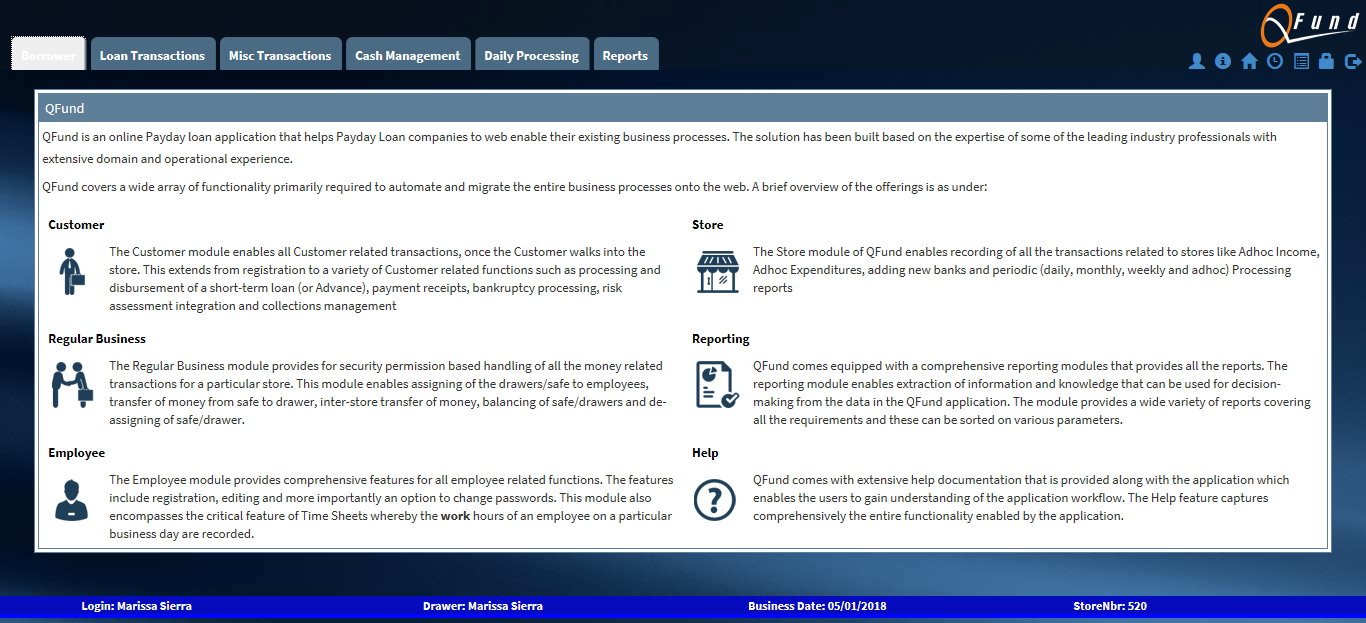 QFund
Borrower
Loan Transactions
Misc Transactions
Cash Management
Daily Processing
Reports
QFund
QFund is an online Payday loan application that helps Payday Loan companies to web enable their existing business processes. The solution has been built based on the expertise of some of the leading industry professionals with
extensive domain and operational experience.
QFund covers a wide array of functionality primarily required to automate and migrate the entire business processes onto the web. A brief overview of the offerings is as under:
Customer
The Customer module enables all Customer related transactions, once the Customer walks into the
store. This extends from registration to a variety of Customer related functions such as processing and
disbursement of a short-term loan (or Advance), payment receipts, bankruptcy processing, risk
assessment integration and collections management
Store
The Store module of QFund enables recording of all the transactions related to stores like Adhoc Income,
Adhoc Expenditures, adding new banks and periodic (daily, monthly, weekly and adhoc) Processing
reports
Regular Business
The Regular Business module provides for security permission based handling of all the money related
transactions for a particular store. This module enables assigning of the drawers/safe to employees,
transfer of money from safe to drawer, inter-store transfer of money, balancing of safe/drawers and de-
assigning of safe/drawer.
Reporting
QFund comes equipped with a comprehensive reporting modules that provides all the reports. The
reporting module enables extraction of information and knowledge that can be used for decision-
making from the data in the QFund application. The module provides a wide variety of reports covering
all the requirements and these can be sorted on various parameters.
Employee
The Employee module provides comprehensive features for all employee related functions. The features
include registration, editing and more importantly an option to change passwords. This module also
encompasses the critical feature of Time Sheets whereby the work hours of an employee on a particular
business day are recorded.
Help
QFund comes with extensive help documentation that is provided along with the application which
enables the users to gain understanding of the application workflow. The Help feature captures
comprehensively the entire functionality enabled by the application.
Login: Marissa Sierra
Drawer: Marissa Sierra
Business Date: 05/01/2018
StoreNbr: 520